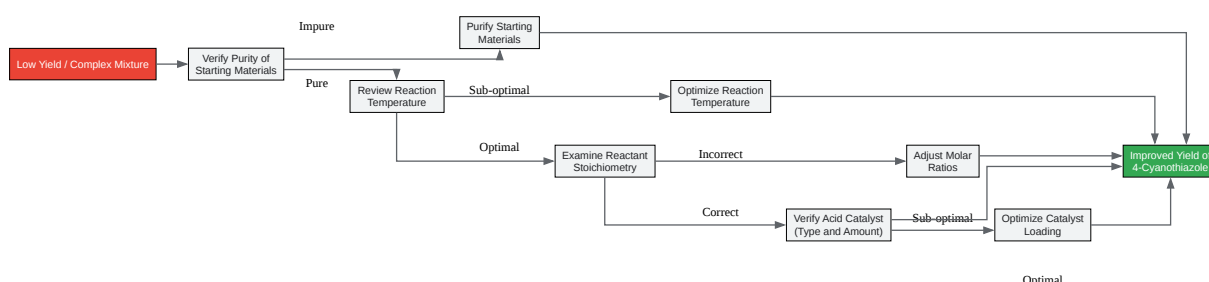 Impure
Purify Starting
Materials
Low Yield / Complex Mixture
Verify Purity of
Starting Materials
Pure
Review Reaction
Temperature
Sub-optimal
Optimize Reaction
Temperature
Optimal
Examine Reactant
Stoichiometry
Incorrect
Adjust Molar
Ratios
Improved Yield of
4-Cyanothiazole
Correct
Verify Acid Catalyst
(Type and Amount)
Sub-optimal
Optimize Catalyst
Loading
Optimal